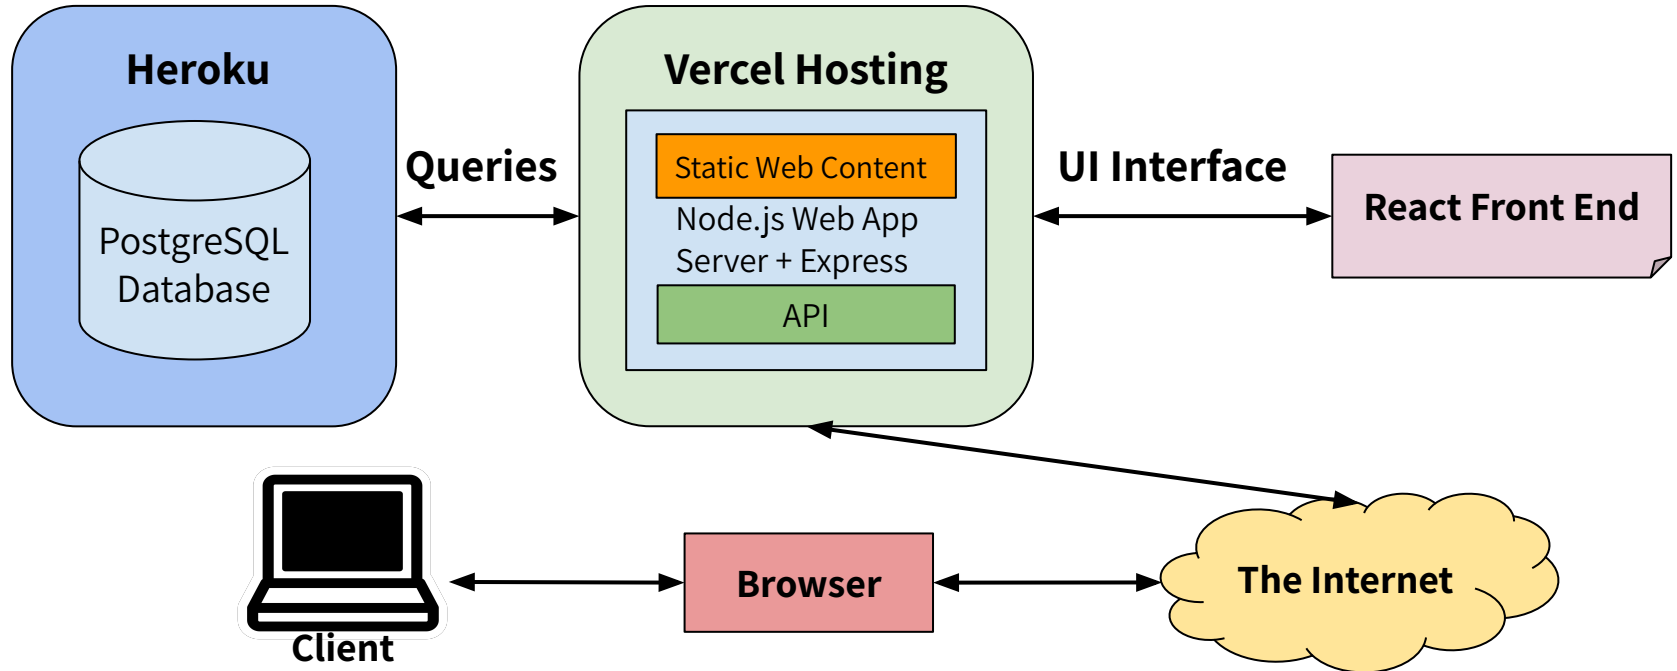 Heroku
PostgreSQL
Database
Queries
Vercel Hosting
Static Web Content
Node.js Web App
Server + Express
API
UI Interface
React Front End
Client
Browser
The Internet